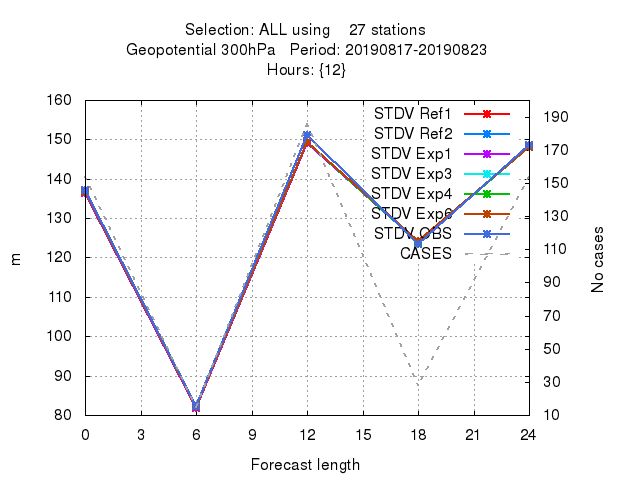 Selection: ALL using    27 stations
Geopotential 300hPa   Period: 20190817-20190823
Hours: {12}
160
150
140
130
120
110
100
90
80
m
190
170
150
130
110
90
70
50
30
10
No cases
STDV Ref1
STDV Ref2
STDV Exp1
STDV Exp3
STDV Exp4
STDV Exp6
STDV OBS
CASES
0 3 6 9 12 15 18 21 24
Forecast length